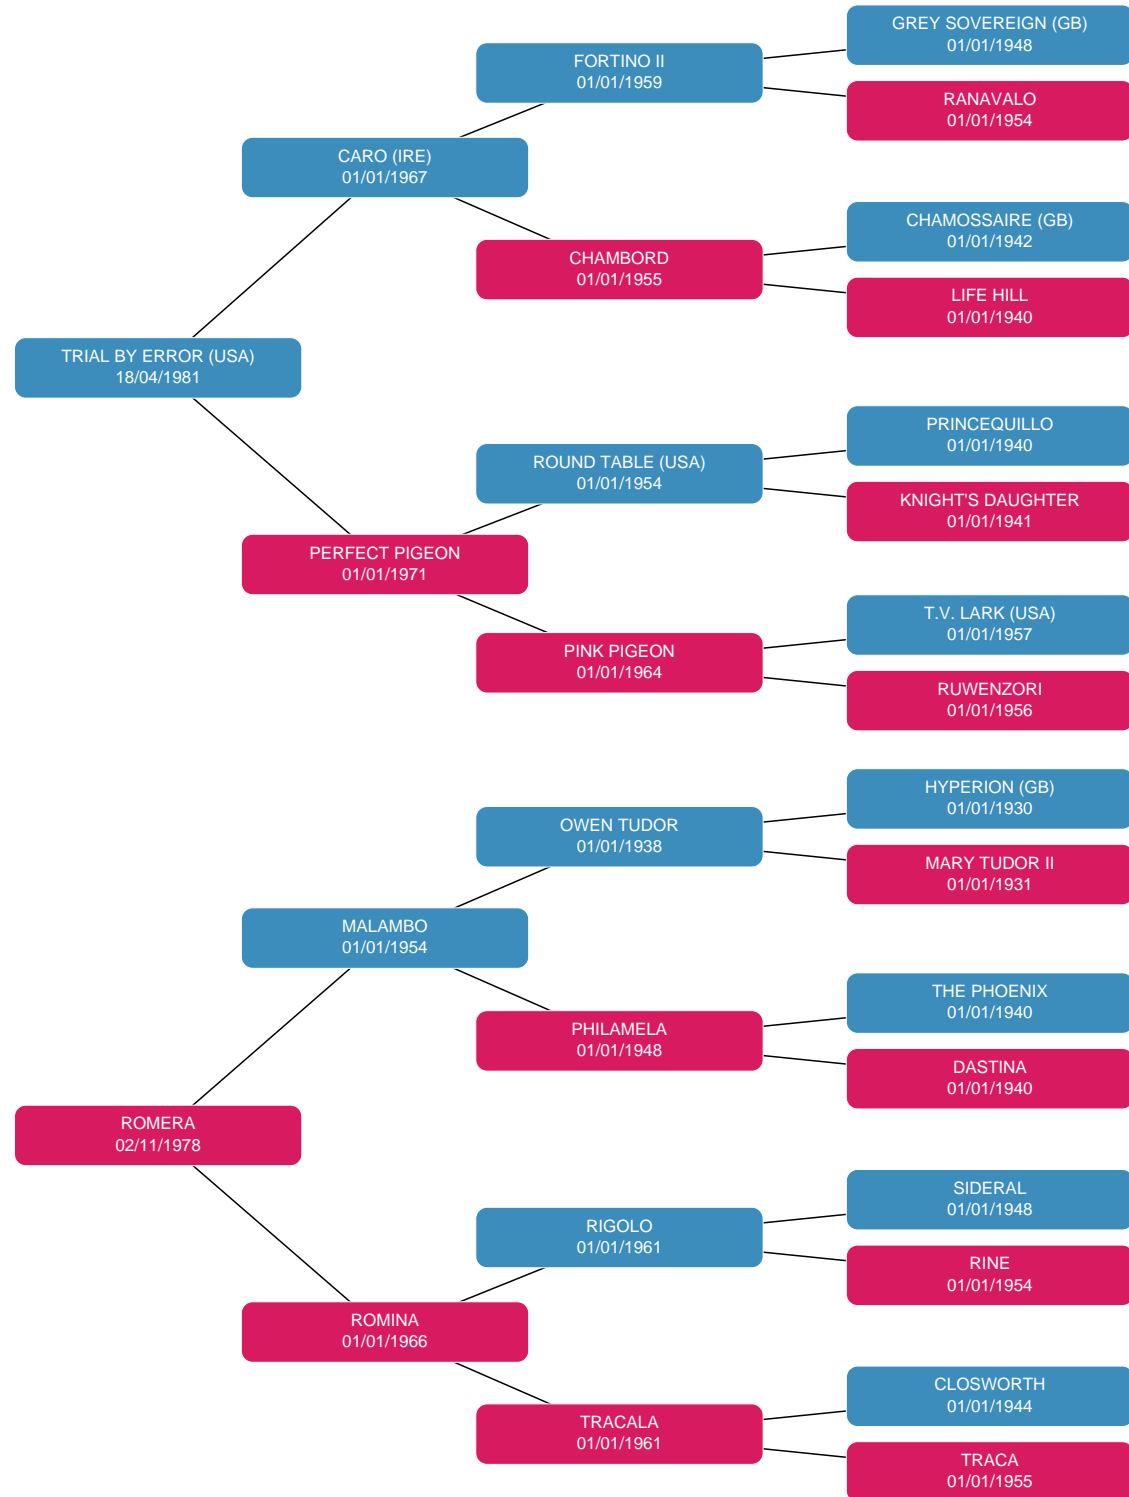 GREY SOVEREIGN (GB)
01/01/1948
FORTINO II
01/01/1959
RANAVALO
01/01/1954
CARO (IRE)
01/01/1967
CHAMOSSAIRE (GB)
01/01/1942
CHAMBORD
01/01/1955
LIFE HILL
01/01/1940
TRIAL BY ERROR (USA)
18/04/1981
PRINCEQUILLO
01/01/1940
ROUND TABLE (USA)
01/01/1954
KNIGHT'S DAUGHTER
01/01/1941
PERFECT PIGEON
01/01/1971
T.V. LARK (USA)
01/01/1957
PINK PIGEON
01/01/1964
RUWENZORI
01/01/1956
HYPERION (GB)
01/01/1930
OWEN TUDOR
01/01/1938
MARY TUDOR II
01/01/1931
MALAMBO
01/01/1954
THE PHOENIX
01/01/1940
PHILAMELA
01/01/1948
DASTINA
01/01/1940
ROMERA
02/11/1978
SIDERAL
01/01/1948
RIGOLO
01/01/1961
RINE
01/01/1954
ROMINA
01/01/1966
CLOSWORTH
01/01/1944
TRACALA
01/01/1961
TRACA
01/01/1955